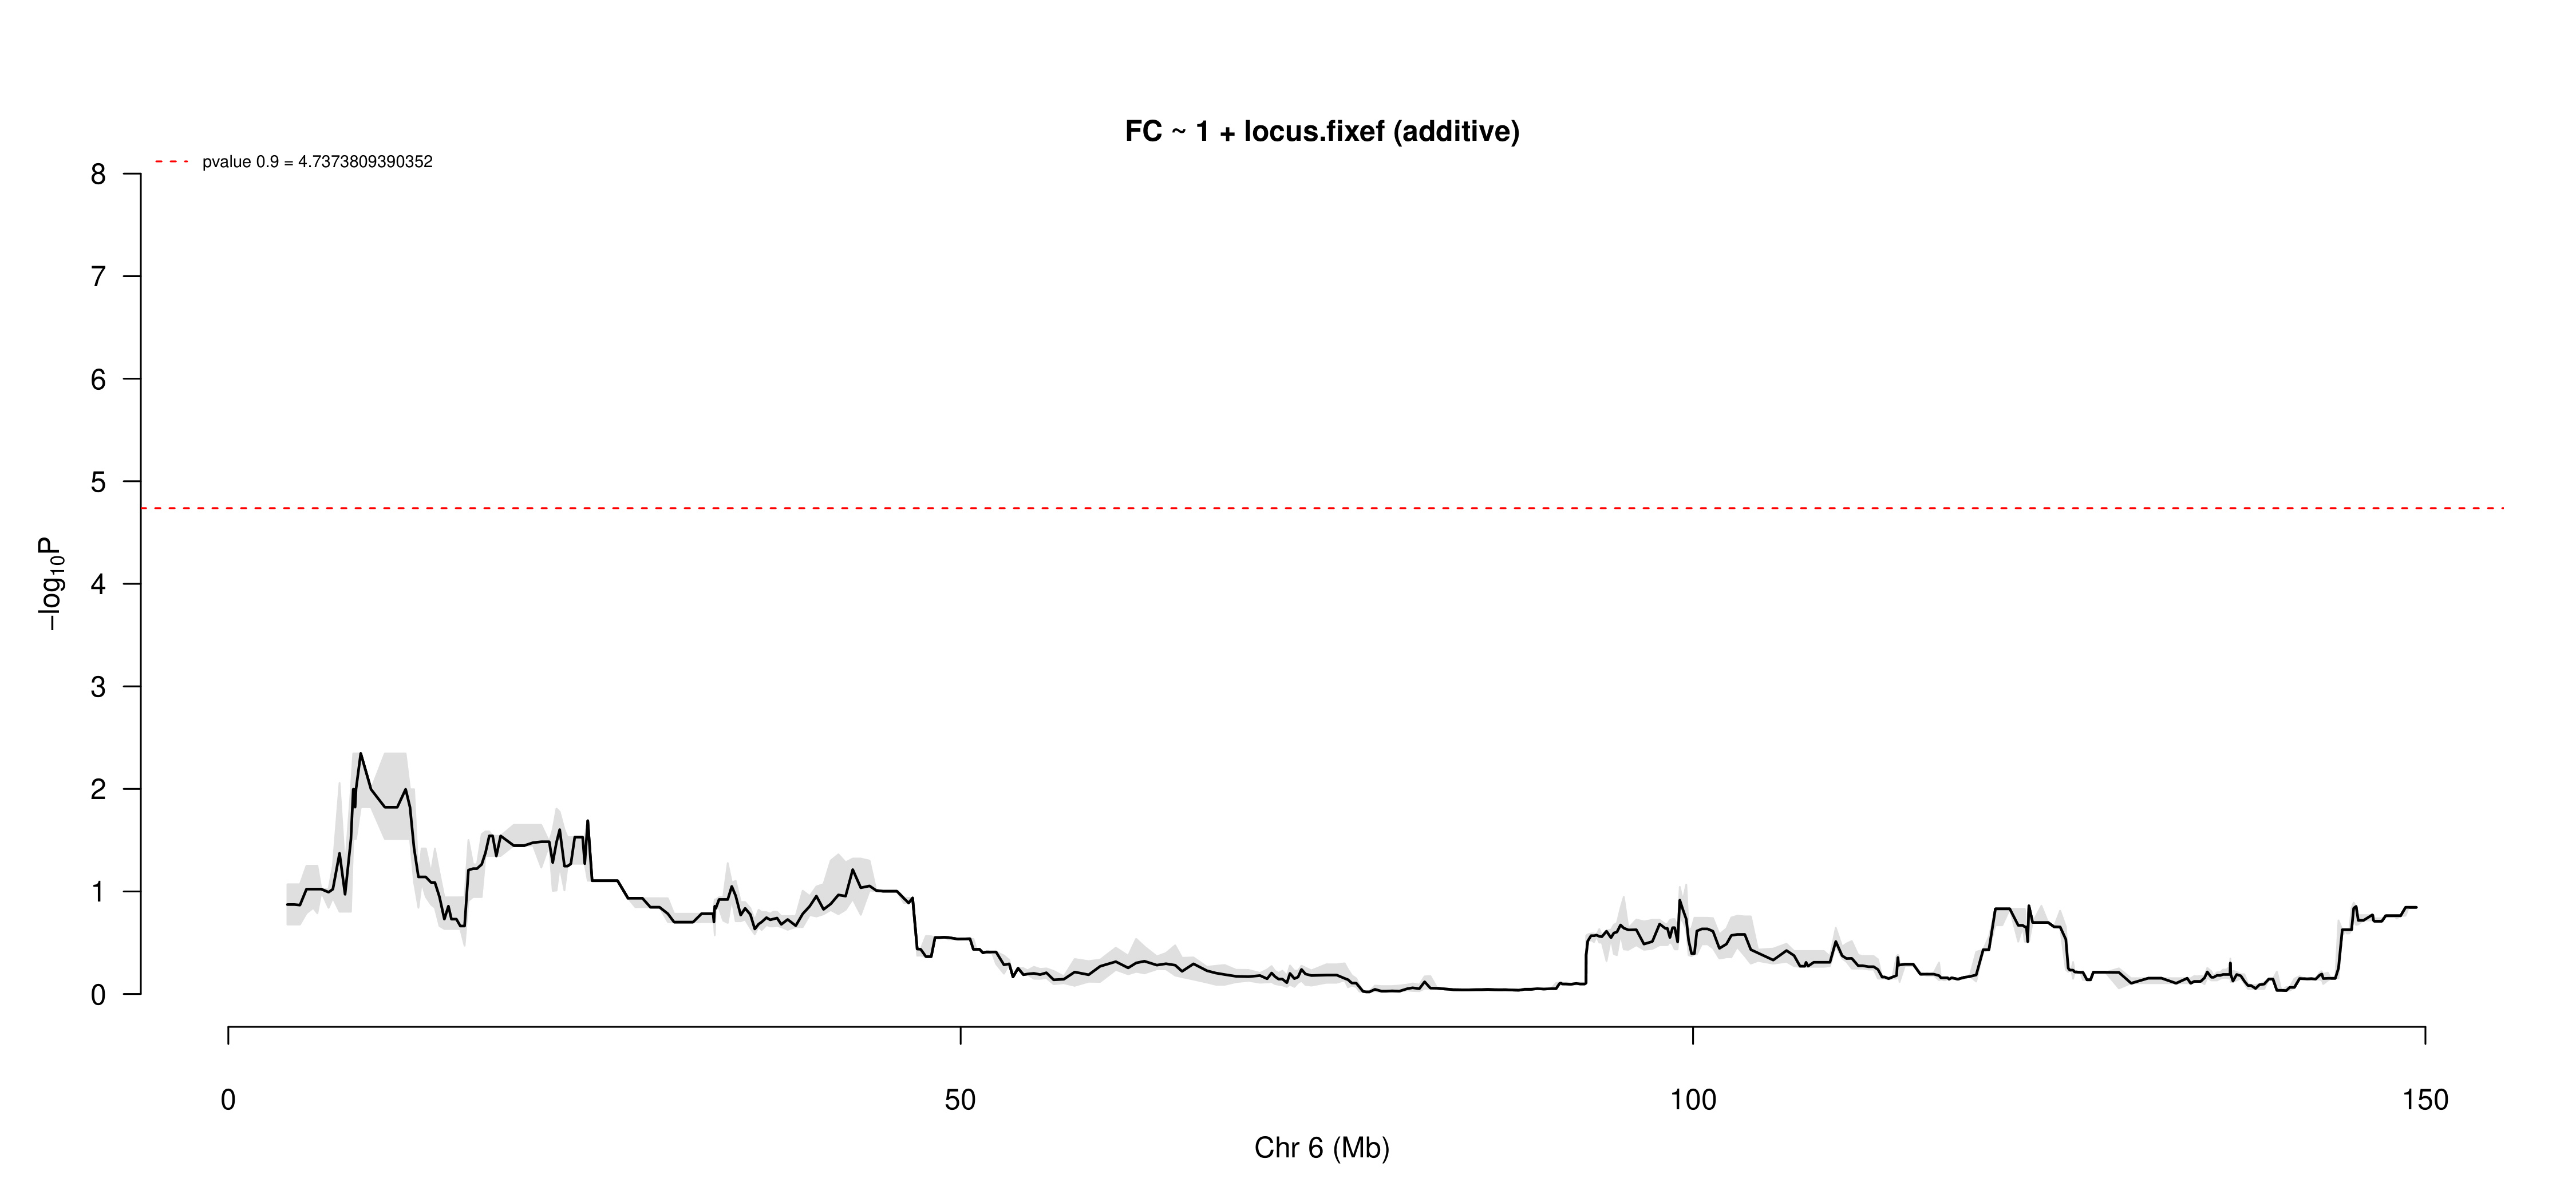 FC ~ 1 + locus.fixef (additive)
pvalue 0.9 = 4.7373809390352
8
7
6
5
4
3
2
1
0
−log10P
0 50 100 150
Chr 6 (Mb)